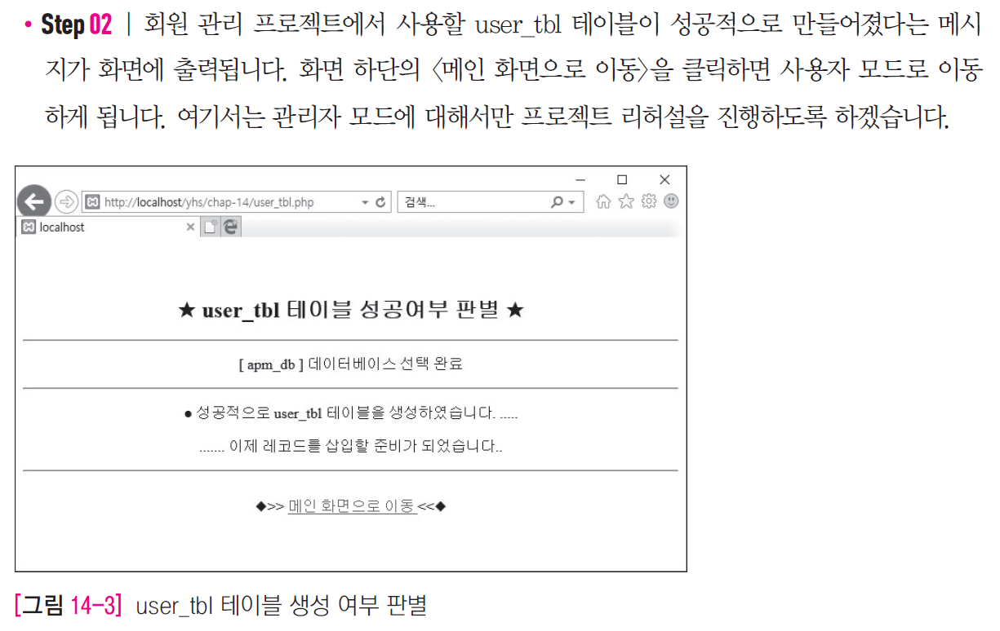 • Step 02 | 회원 관리 프로젝트에서 사용할 user_tbl 테이블이 성공적으로 만들어졌다는 메시
지가 화면에 출력됩니다. 화면 하단의 〈메인 화면으로 이동〉을 클릭하면 사용자 모드로 이동
하게 됩니다. 여기서는 관리자 모드에 대해서만 프로젝트 리허설을 진행하도록 하겠습니다.
http://localhost/yhs/chap-14/user_tbl.php 검색...
localhost
★ user_tbl 테이블 성공여부 판별 ★
[ apm_db ] 데이터베이스 선택 완료
● 성공적으로 user_tbl 테이블을 생성하였습니다. .....
....... 이제 레코드를 삽입할 준비가 되었습니다..
◆>> 메인 화면으로 이동 <<◆
[그림 14-3] user_tbl 테이블 생성 여부 판별